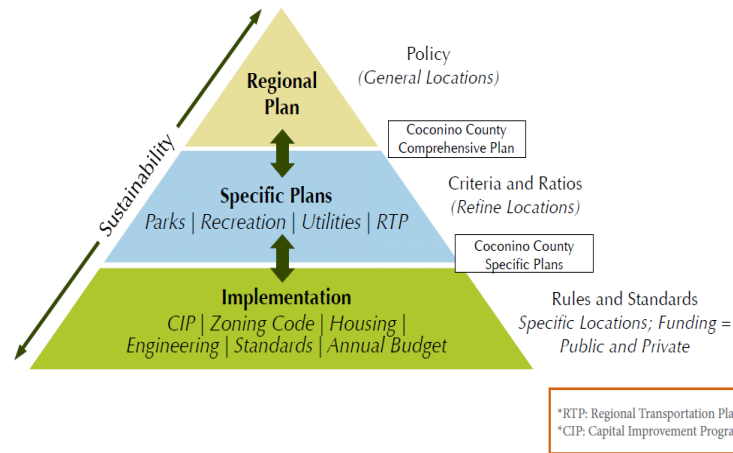 Sustainability
Regional
Plan
Policy
(General Locations)
Coconino County
Comprehensive Plan
Specific Plans
Parks | Recreation | Utilities | RTP
Criteria and Ratios
(Refine Locations)
Coconino County
Specific Plans
Implementation
CIP | Zoning Code | Housing |
Engineering | Standards | Annual Budget
Rules and Standards
Specific Locations; Funding =
Public and Private
*RTP: Regional Transportation
*CIP: Capital Improvement